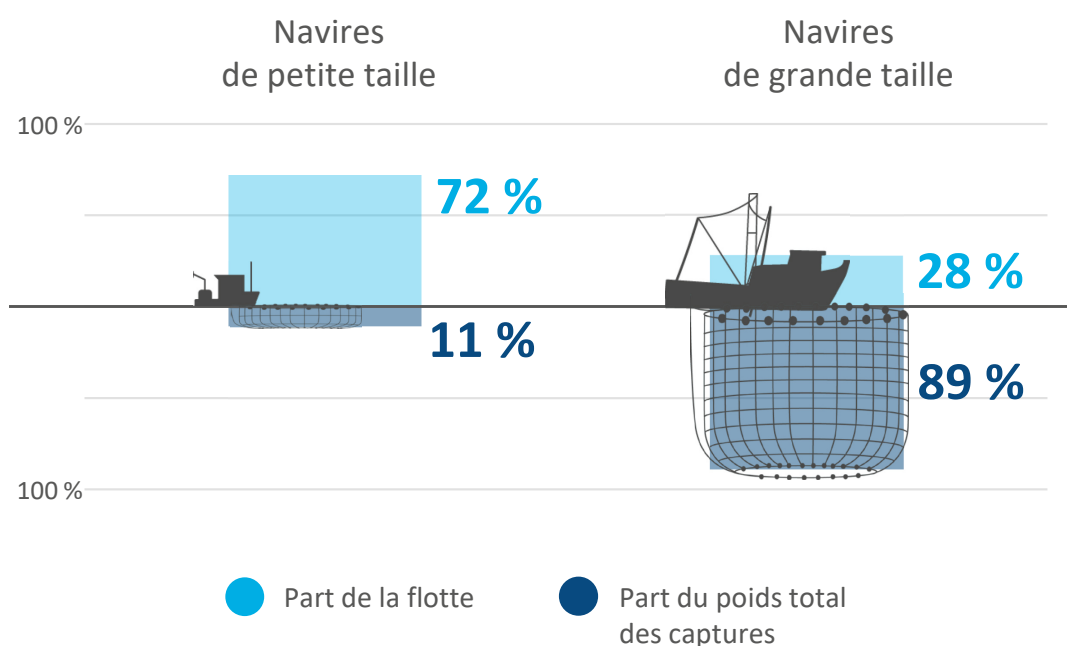 Navires
de petite taille
Navires
de grande taille
100 %
72 %
28 %
11 %
89 %
100 %
Part de la flotte
Part du poids total
des captures